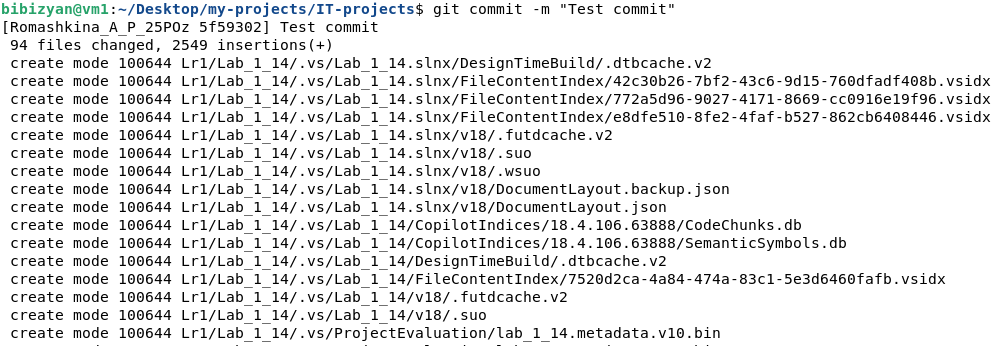 bibizyan@vm1:~/Desktop/my-projects/IT-projects$ git commit -m "Test commit"
[Romashkina_A_P_25POz 5f59302] Test commit
 94 files changed, 2549 insertions(+)
 create mode 100644 Lr1/Lab_1_14/.vs/Lab_1_14.slnx/DesignTimeBuild/.dtbcache.v2
 create mode 100644 Lr1/Lab_1_14/.vs/Lab_1_14.slnx/FileContentIndex/42c30b26-7bf2-43c6-9d15-760dfadf408b.vsidx
 create mode 100644 Lr1/Lab_1_14/.vs/Lab_1_14.slnx/FileContentIndex/772a5d96-9027-4171-8669-cc0916e19f96.vsidx
 create mode 100644 Lr1/Lab_1_14/.vs/Lab_1_14.slnx/FileContentIndex/e8dfe510-8fe2-4faf-b527-862cb6408446.vsidx
 create mode 100644 Lr1/Lab_1_14/.vs/Lab_1_14.slnx/v18/.futdcache.v2
 create mode 100644 Lr1/Lab_1_14/.vs/Lab_1_14.slnx/v18/.suo
 create mode 100644 Lr1/Lab_1_14/.vs/Lab_1_14.slnx/v18/.wsuo
 create mode 100644 Lr1/Lab_1_14/.vs/Lab_1_14.slnx/v18/DocumentLayout.backup.json
 create mode 100644 Lr1/Lab_1_14/.vs/Lab_1_14.slnx/v18/DocumentLayout.json
 create mode 100644 Lr1/Lab_1_14/.vs/Lab_1_14/CopilotIndices/18.4.106.63888/CodeChunks.db
 create mode 100644 Lr1/Lab_1_14/.vs/Lab_1_14/CopilotIndices/18.4.106.63888/SemanticSymbols.db
 create mode 100644 Lr1/Lab_1_14/.vs/Lab_1_14/DesignTimeBuild/.dtbcache.v2
 create mode 100644 Lr1/Lab_1_14/.vs/Lab_1_14/FileContentIndex/7520d2ca-4a84-474a-83c1-5e3d6460fafb.vsidx
 create mode 100644 Lr1/Lab_1_14/.vs/Lab_1_14/v18/.futdcache.v2
 create mode 100644 Lr1/Lab_1_14/.vs/Lab_1_14/v18/.suo
 create mode 100644 Lr1/Lab_1_14/.vs/ProjectEvaluation/lab_1_14.metadata.v10.bin